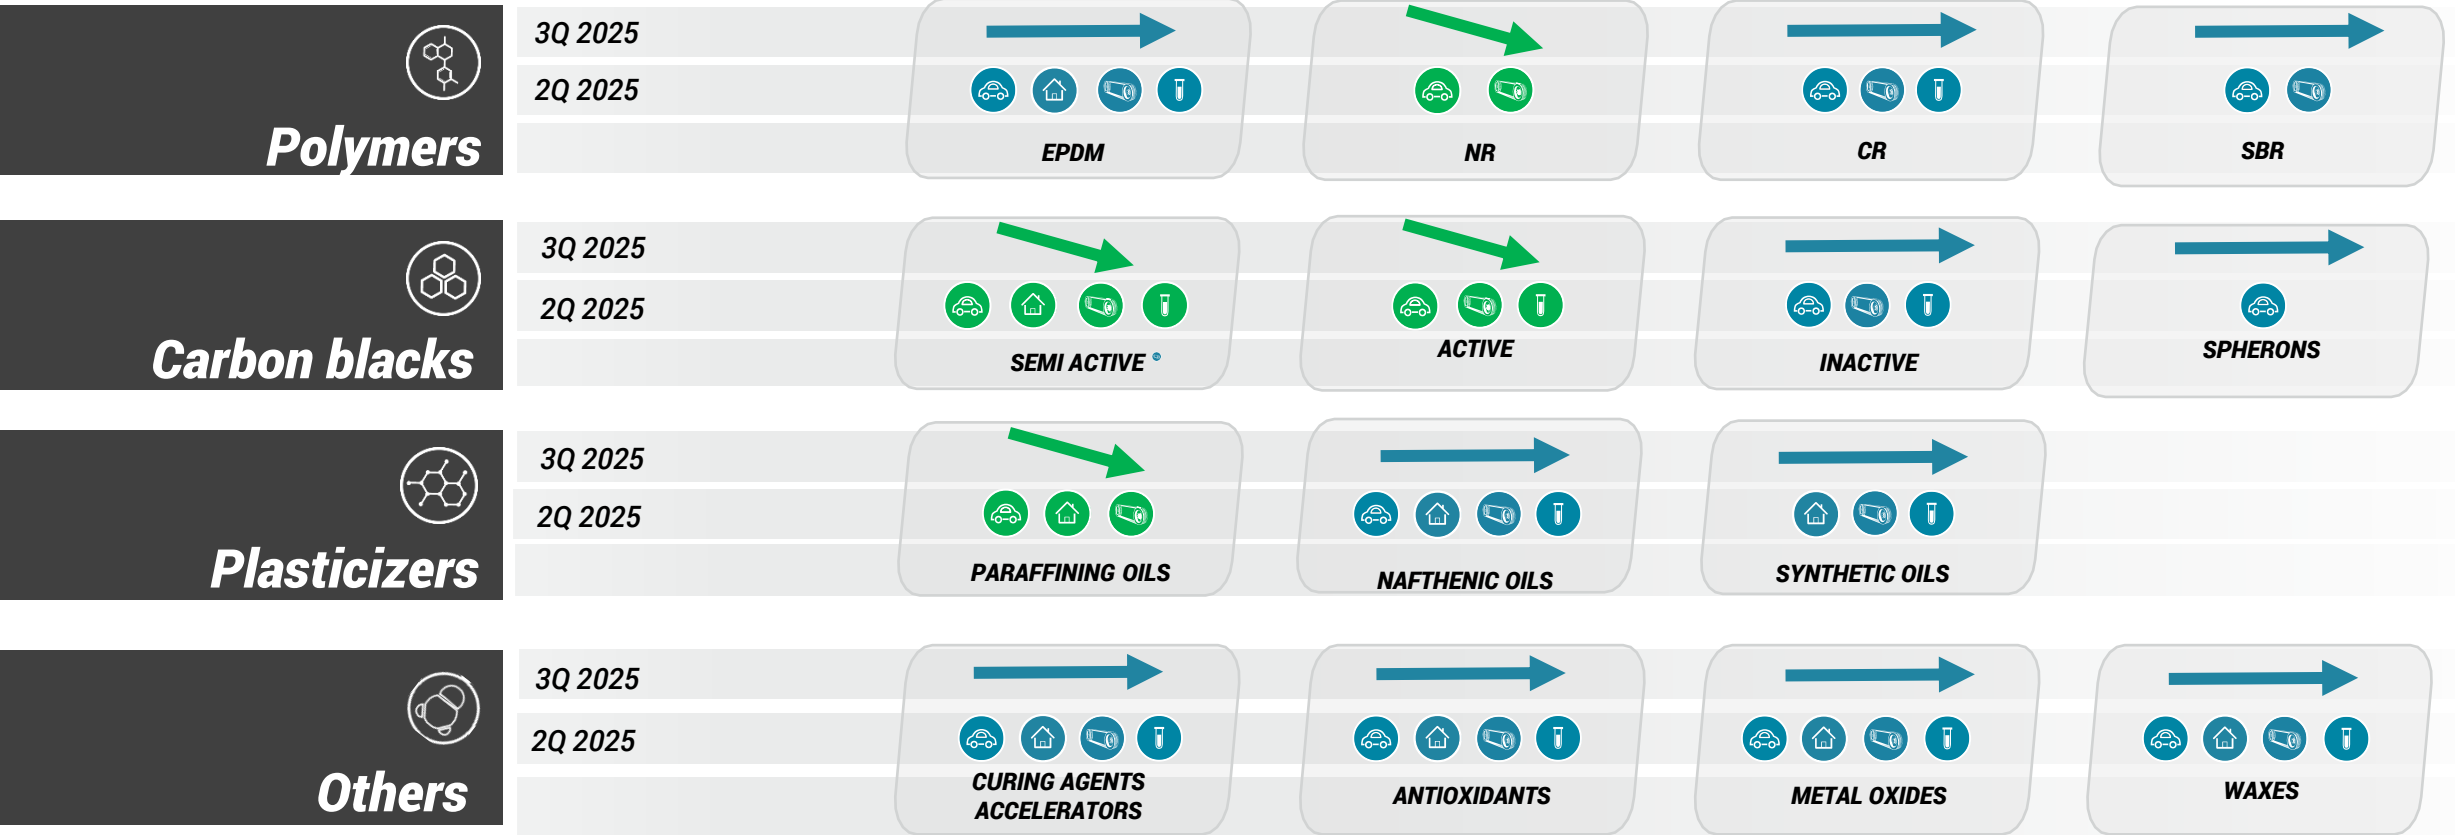 3Q 2025
2Q 2025
Polymers
EPDM
NR
CR
SBR
3Q 2025
2Q 2025
Carbon blacks
SEMI ACTIVE
ACTIVE
INACTIVE
SPHERONS
3Q 2025
2Q 2025
Plasticizers
PARAFFINING OILS
NAFTHENIC OILS
SYNTHETIC OILS
3Q 2025
2Q 2025
Others
CURING AGENTS
ACCELERATORS
ANTIOXIDANTS
METAL OXIDES
WAXES